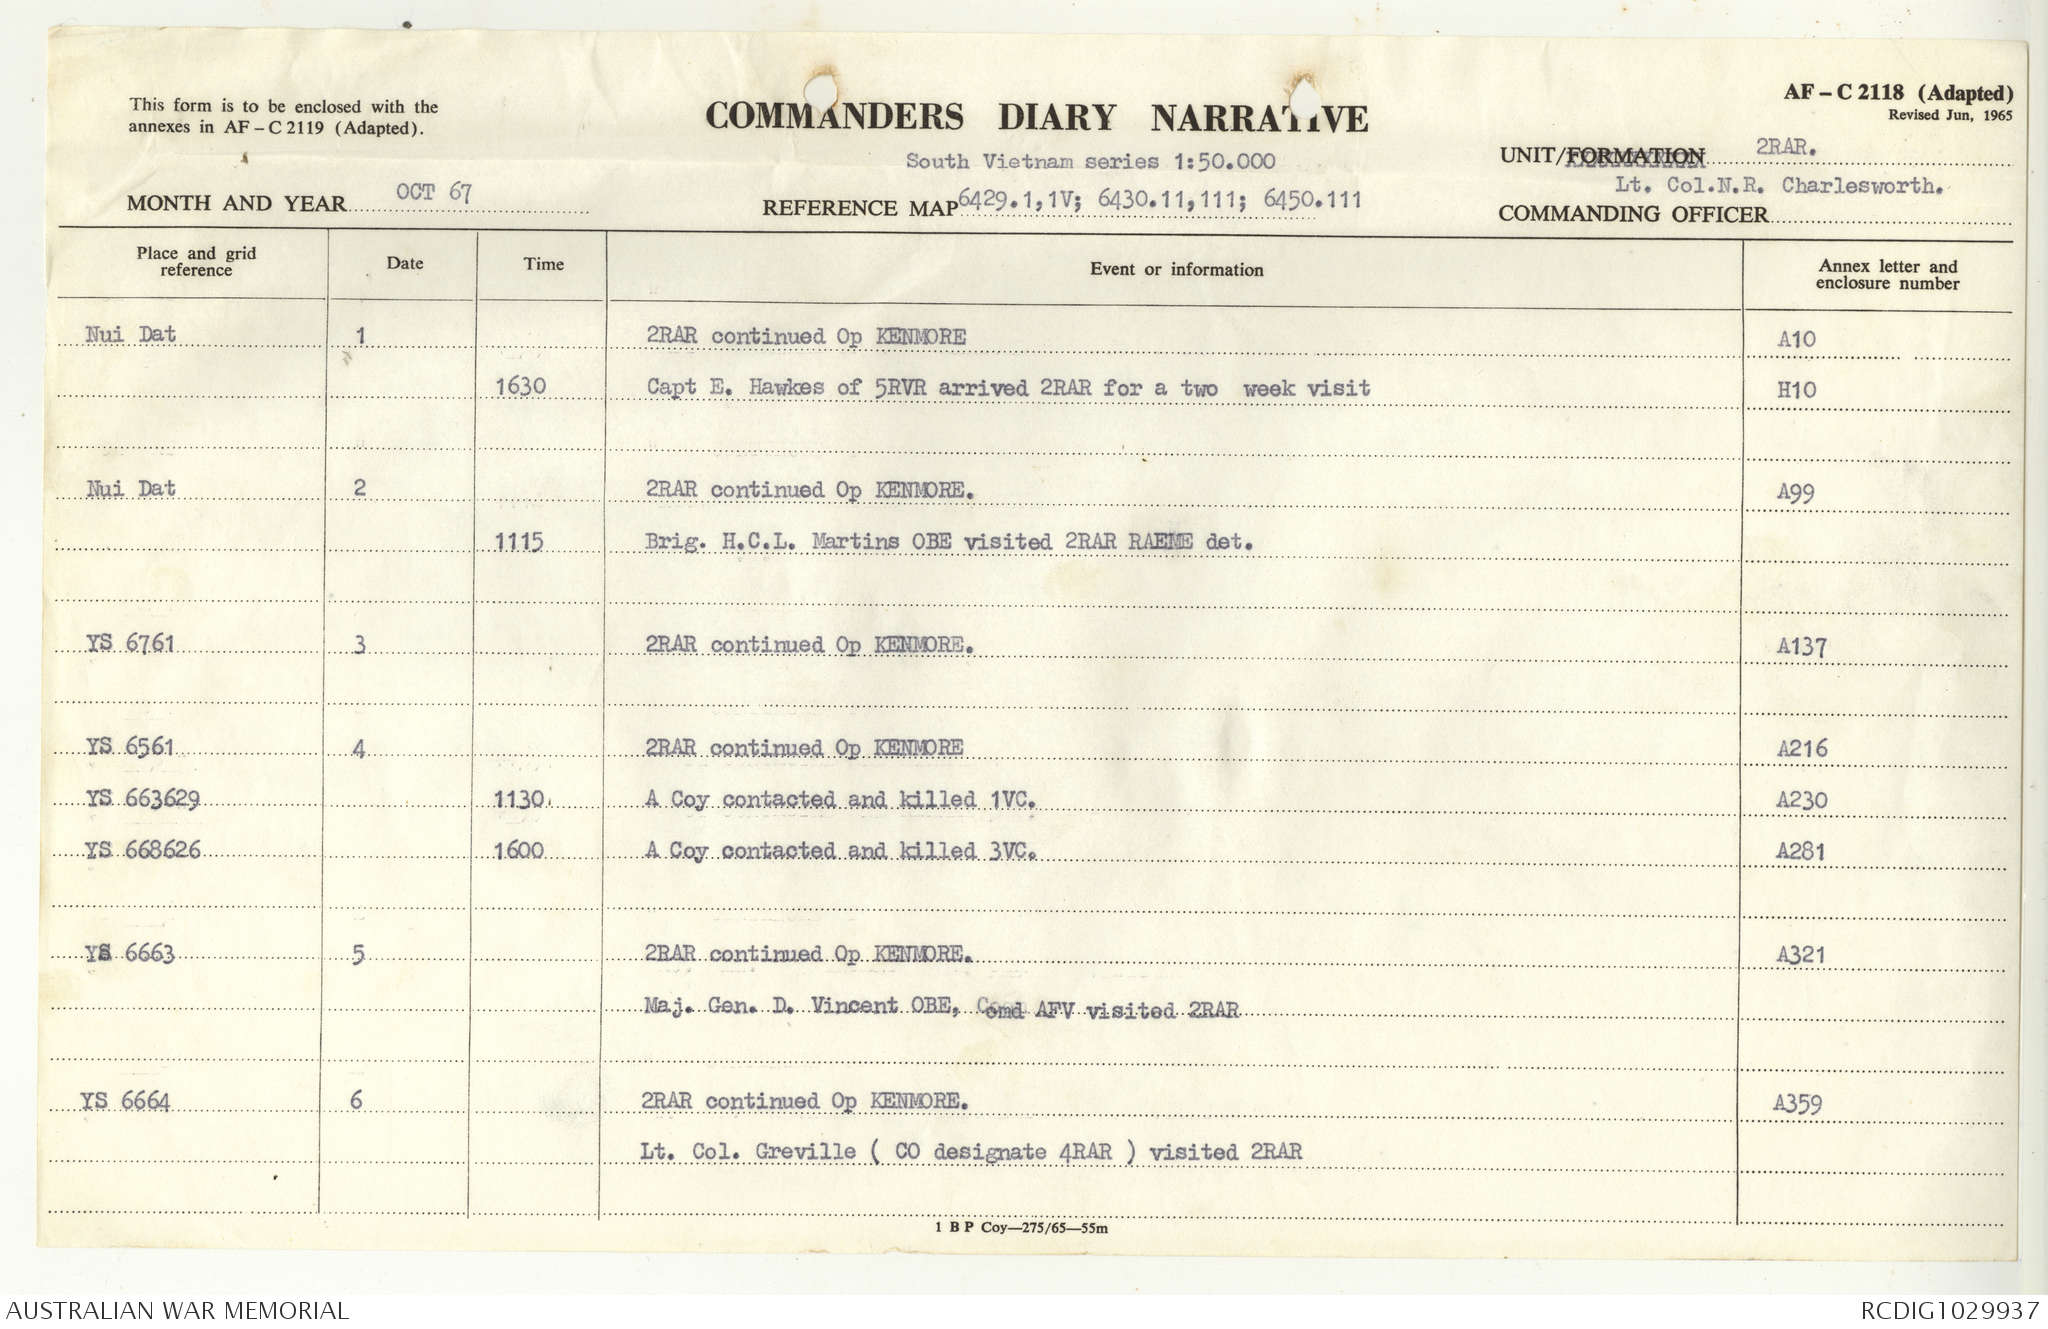 This form is to be enclosed with the
annexes in AF – C 2119 (Adapted).
COMMANDERS DIARY NARRATIVE
AF – C 2118 (Adapted)
Revised Jun, 1965
South Vietnam series 1:50.000
UNIT/FORMATION 2RAR.
MONTH AND YEAR OCT 67
REFERENCE MAP 6429.1,1V; 6430.11,111; 6450.111
Lt. Col.N.R. Charlesworth.
COMMANDING OFFICER
Place and grid reference Date Time Event or information Annex letter and enclosure number
Nui Dat 1 2RAR continued Op KENMORE A10
1630 Capt E. Hawkes of 5RVR arrived 2RAR for a two week visit H10
Nui Dat 2 2RAR continued Op KENMORE. A99
1115 Brig. H.C.L. Martins OBE visited 2RAR RAEME det.
YS 6761 3 2RAR continued Op KENMORE. A137
YS 6561 4 2RAR continued Op KENMORE A216
YS 663629 1130. A Coy contacted and killed 1VC. A230
YS 668626 1600 A Coy contacted and killed 3VC. A281
YS 6663 5 2RAR continued Op KENMORE. A321
Maj. Gen. D. Vincent OBE, Comd AFV visited 2RAR
YS 6664 6 2RAR continued Op KENMORE. A359
Lt. Col. Greville ( CO designate 4RAR ) visited 2RAR
1 B P Coy—275/65—55m
AUSTRALIAN WAR MEMORIAL
RCDIG1029937